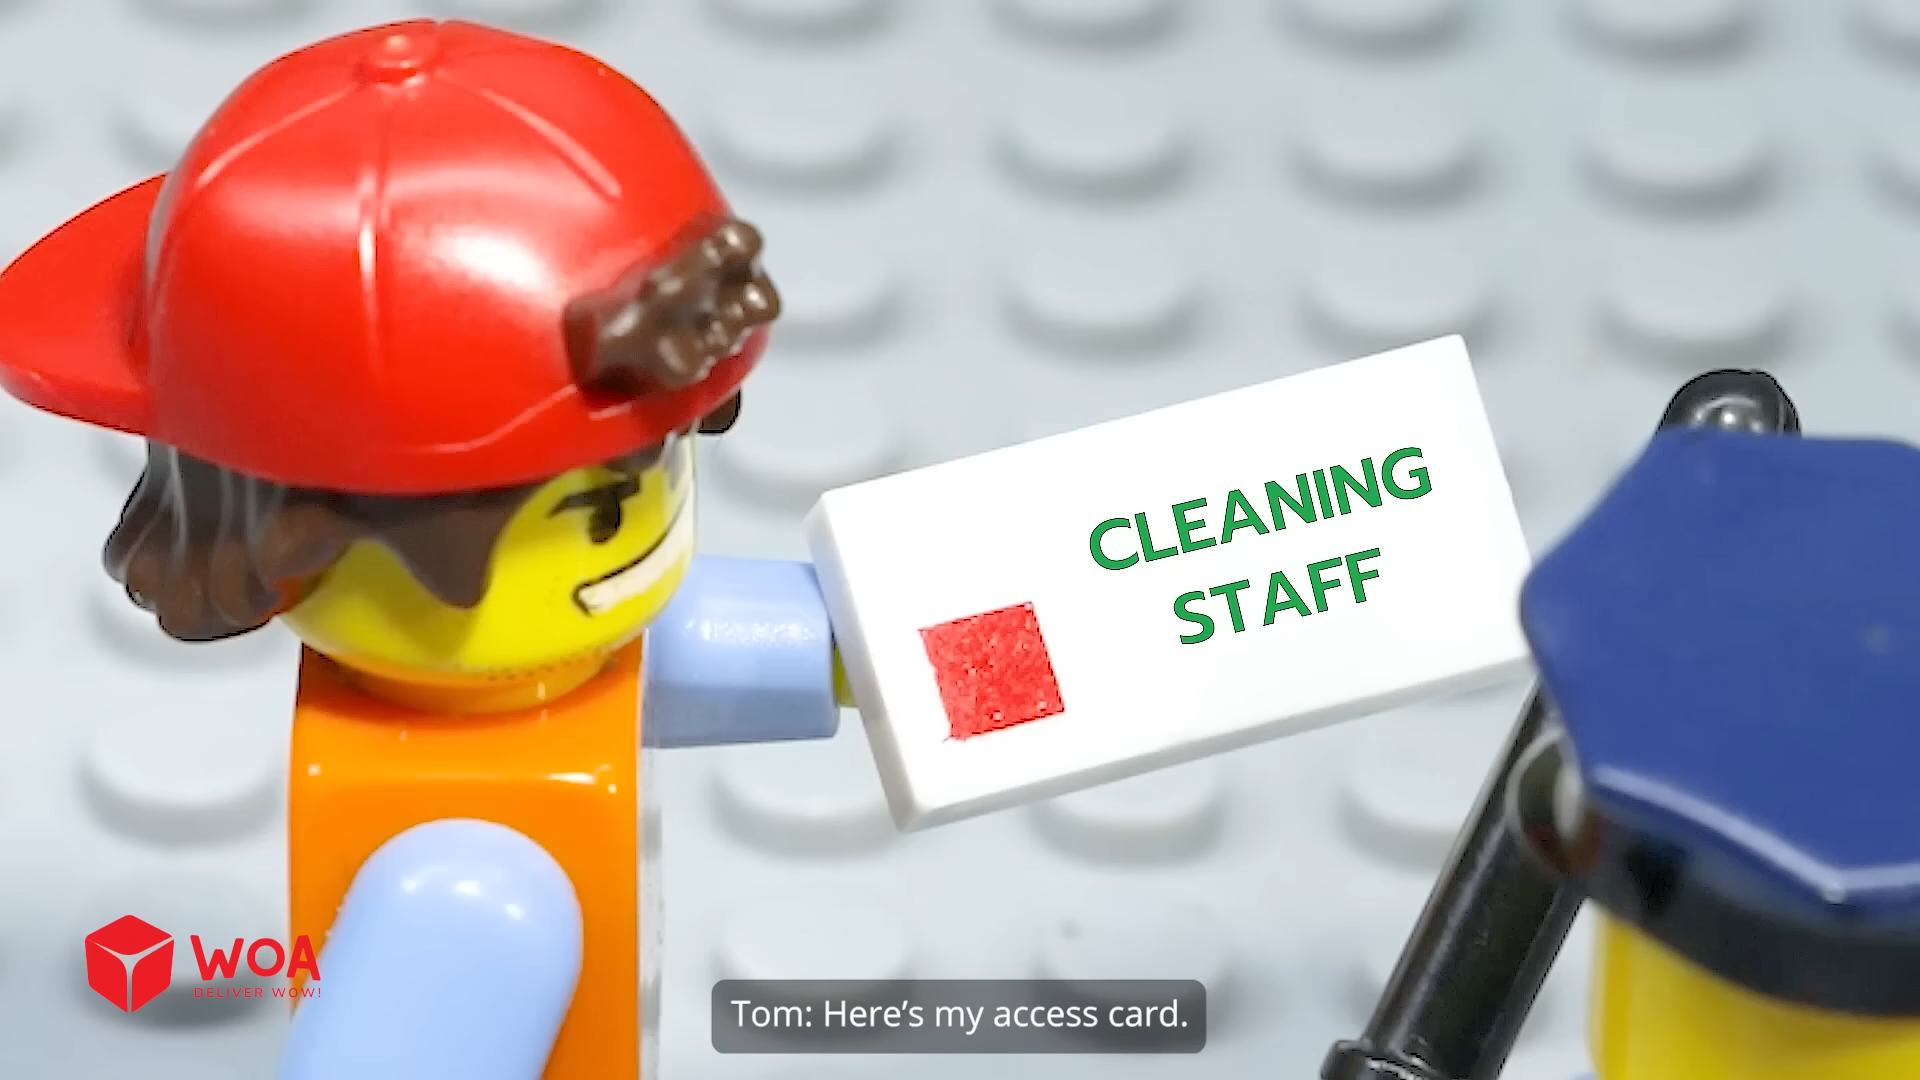 CLEANING
STAFF
WOA
DELIVER WOW!
Tom: Here’s my access card.